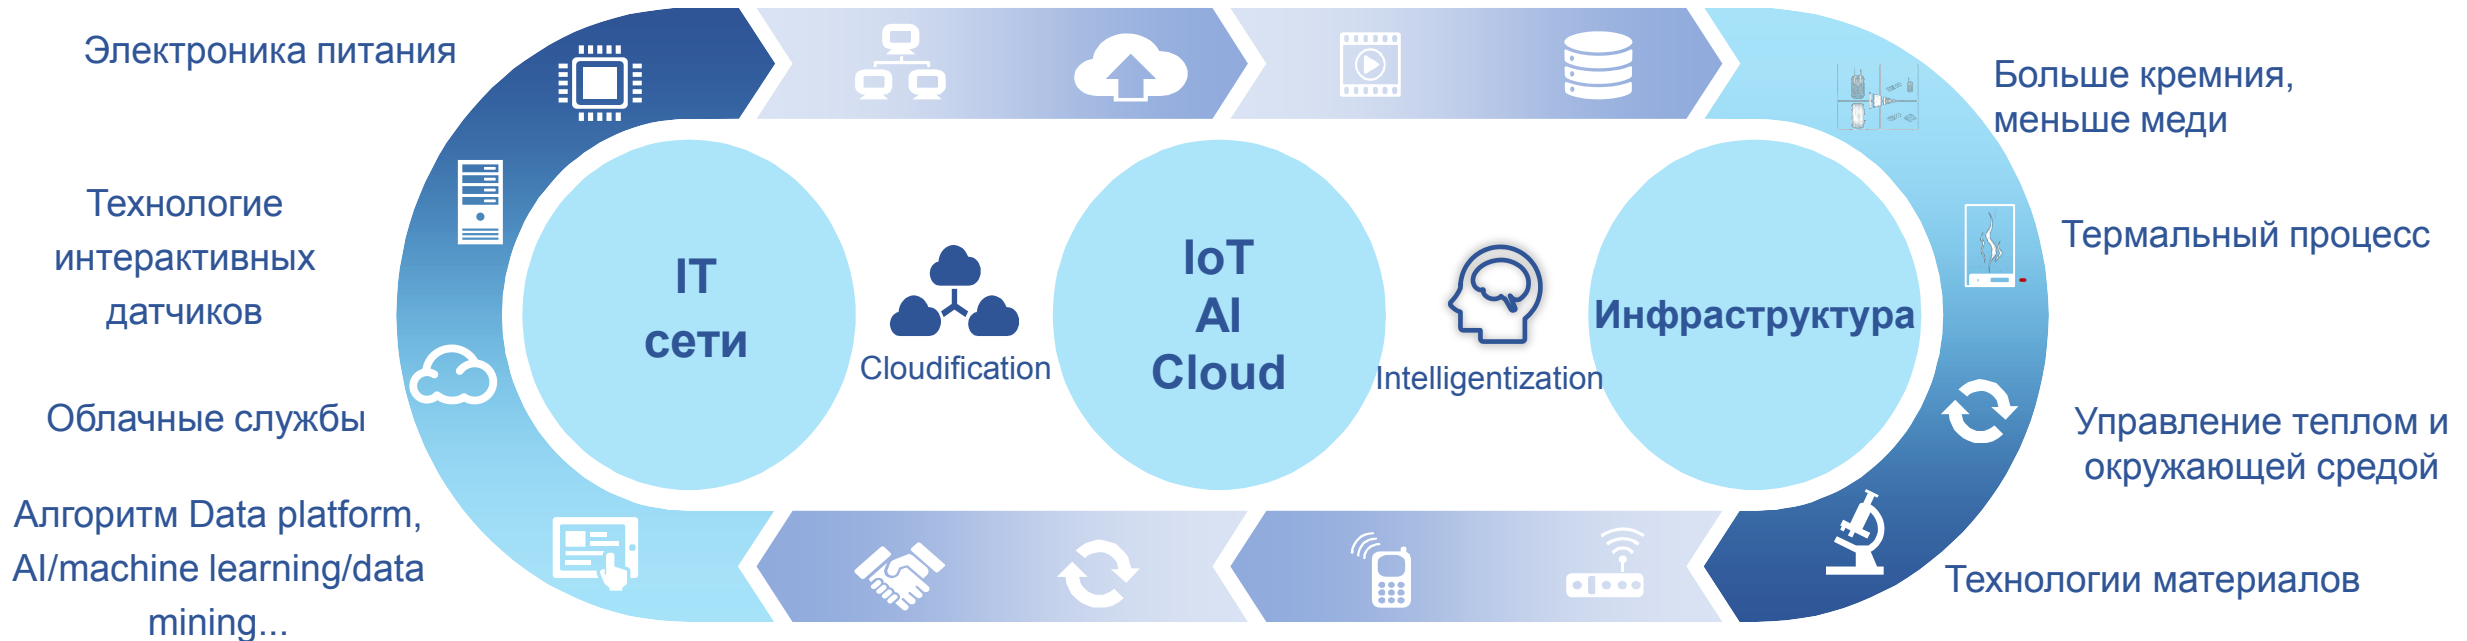 Электроника питания
Технологие
интерактивных
датчиков
Облачные службы
Алгоритм Data platform,
AI/machine learning/data
mining...
IT
сети
Cloudification
IoT
AI
Cloud
Intelligentization
Инфраструктура
Больше кремния,
меньше меди
Термальный процесс
Управление теплом и
окружающей средой
Технологии материалов